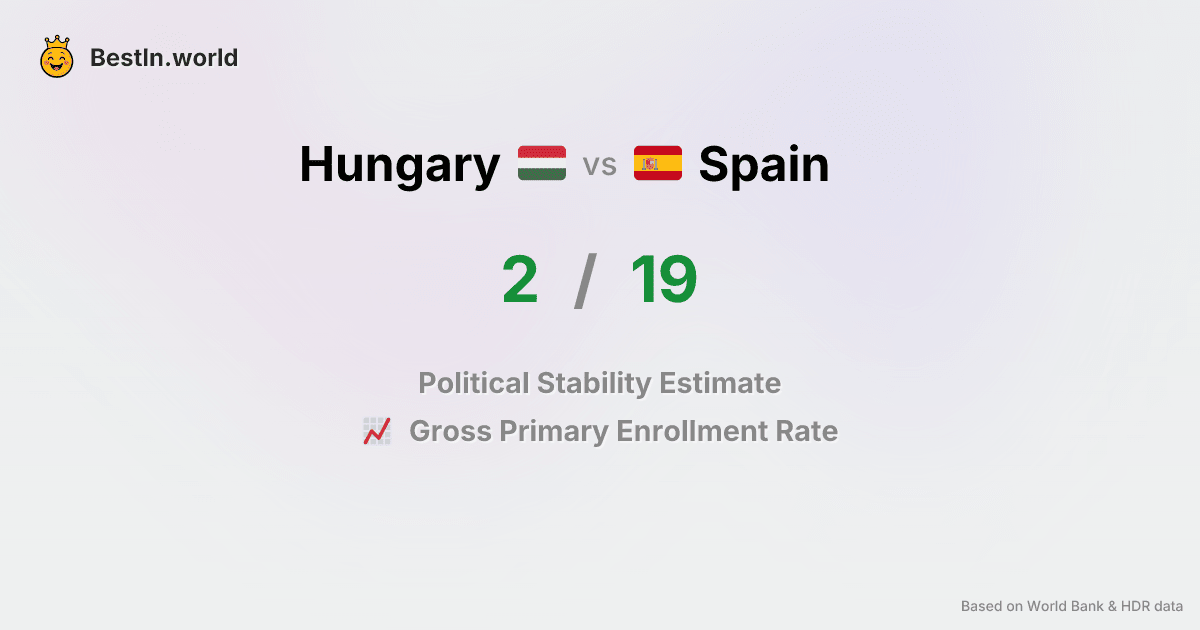 BestIn.world
Hungary vs Spain
2 / 19
Political Stability Estimate
Gross Primary Enrollment Rate
Based on World Bank & HDR data